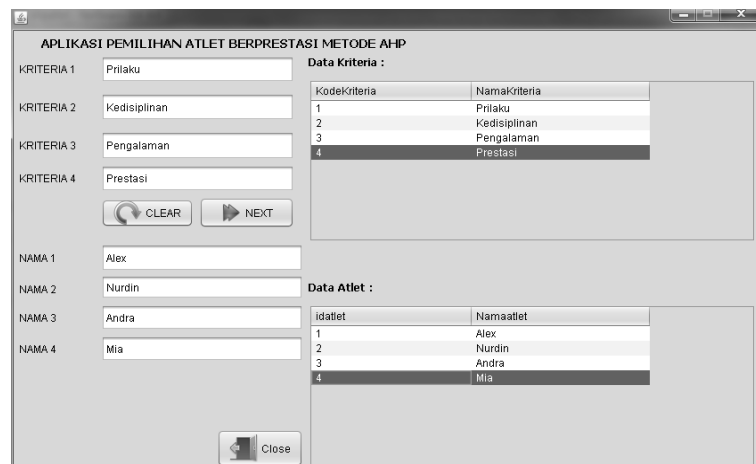 APLIKASI PEMILIHAN ATLET BERPRESTASI METODE AHP
KRITERIA 1 Prilaku
KRITERIA 2 Kedisiplinan
KRITERIA 3 Pengalaman
KRITERIA 4 Prestasi
CLEAR NEXT
Data Kriteria :
KodeKriteria NamaKriteria
1 Prilaku
2 Kedisiplinan
3 Pengalaman
4 Prestasi
NAMA 1 Alex
NAMA 2 Nurdin
NAMA 3 Andra
NAMA 4 Mia
Data Atlet :
idatlet Namaatlet
1 Alex
2 Nurdin
3 Andra
4 Mia
Close